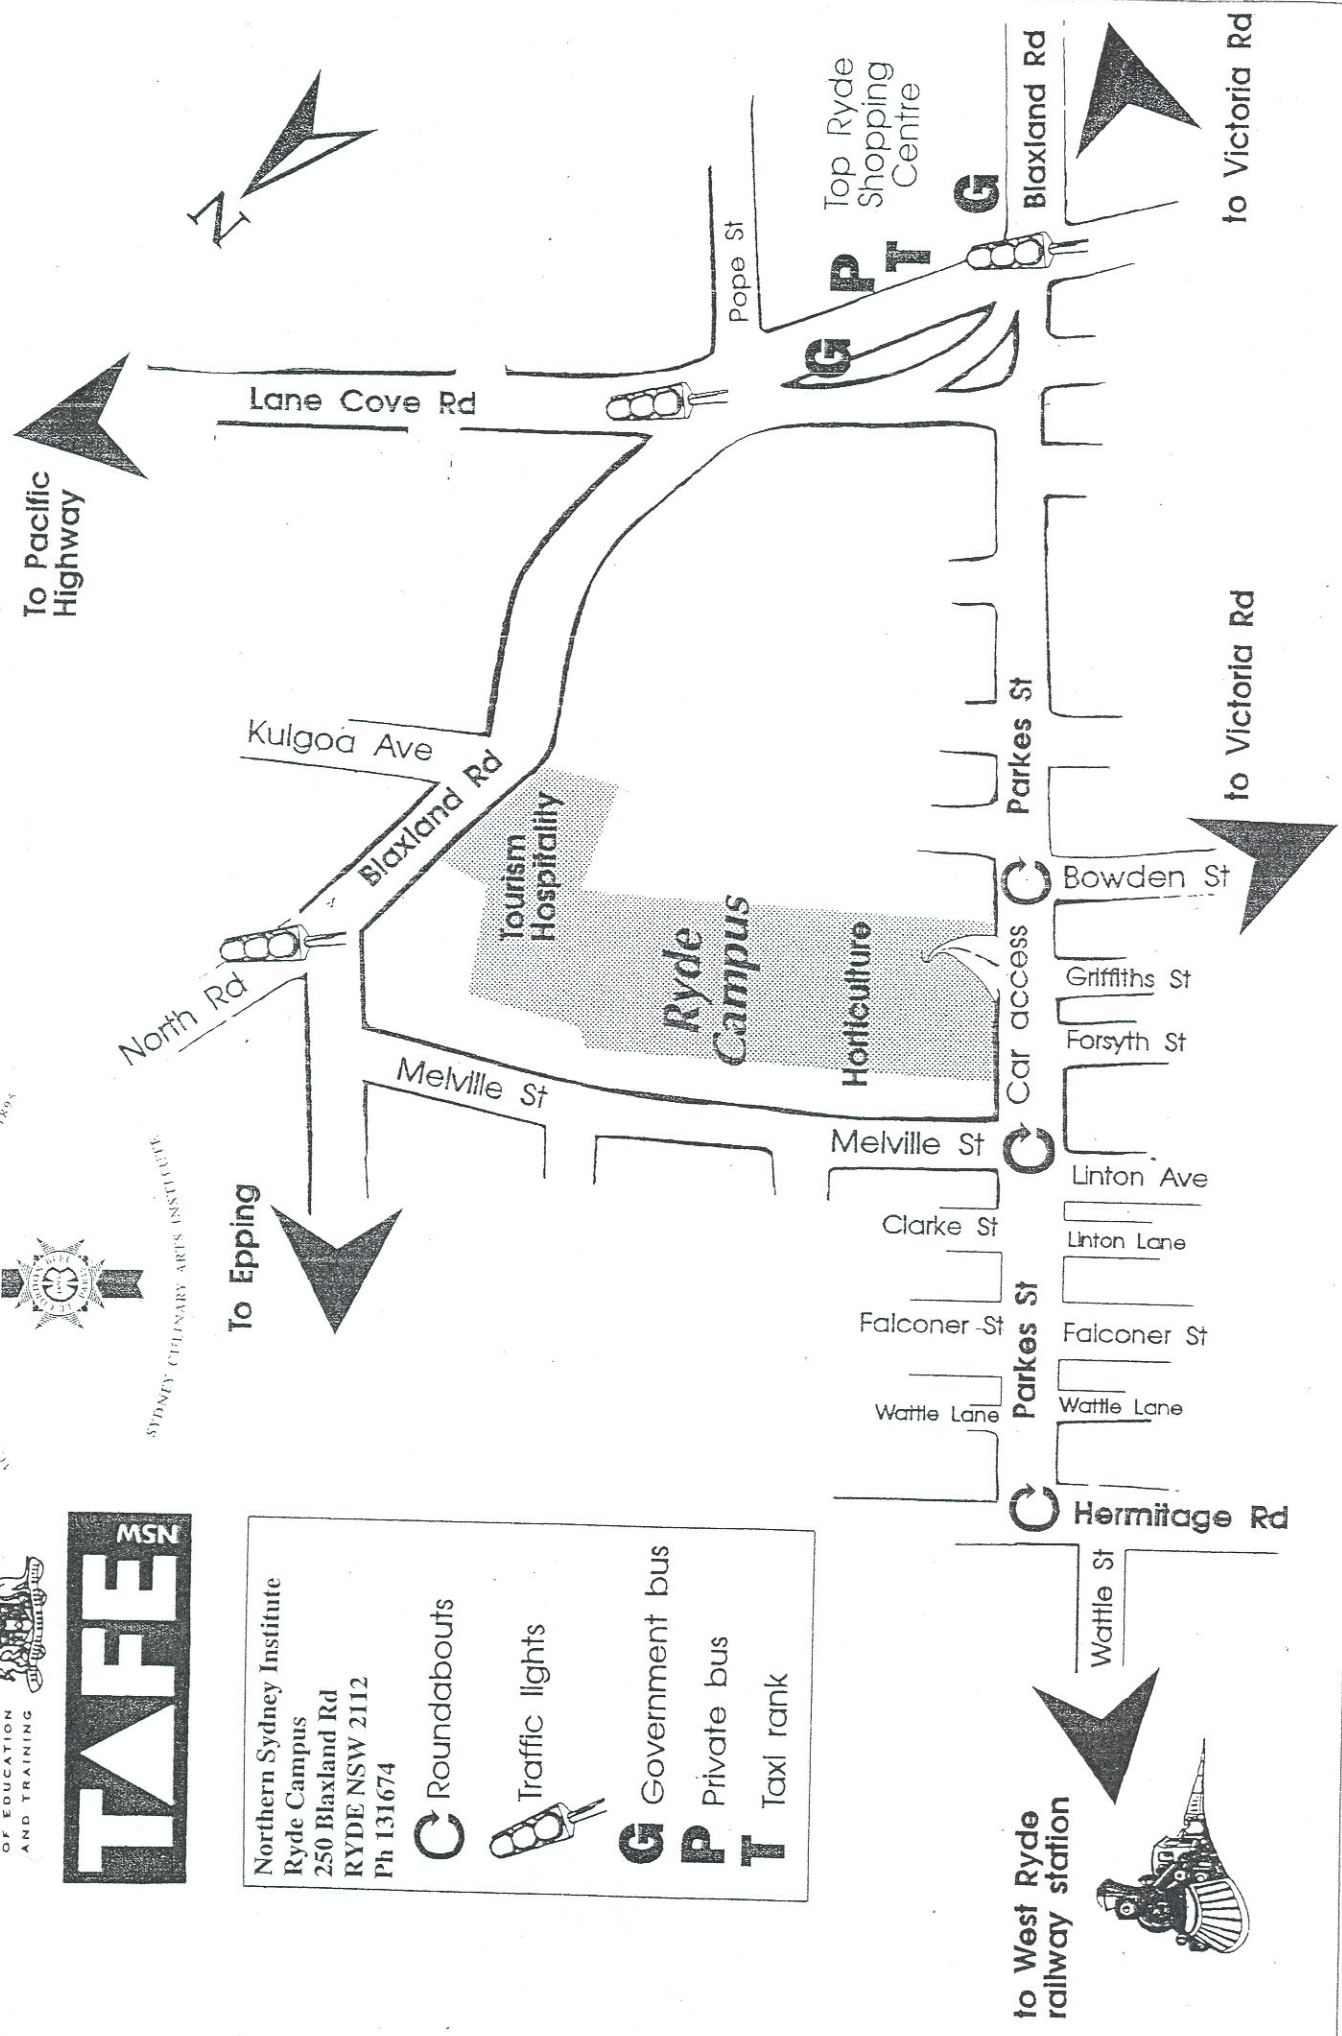 OF EDUCATION
AND TRAINING
TAFE
NSW
SYDNEY CULINARY ARTS INSTITUTE
Northern Sydney Institute
Ryde Campus
250 Blaxland Rd
RYDE NSW 2112
Ph 131674
Roundabouts
Traffic lights
G Government bus
P Private bus
T Taxi rank
To Epping
North Rd
To Pacific
Highway
N
Lane Cove Rd
Kulgoa Ave
Blaxland Rd
Melville St
Tourism
Hospitality
Ryde
Campus
Horticulture
Pope St
Top Ryde
Shopping
Centre
G
P
T
G
Blaxland Rd
to Victoria Rd
Melville St
Clarke St
Falconer St
Wattle Lane
Parkes St
Car access
Parkes St
Hermitage Rd
Wattle Lane
Falconer St
Linton Lane
Linton Ave
Forsyth St
Griffiths St
Bowden St
to Victoria Rd
Wattle St
to West Ryde
railway station